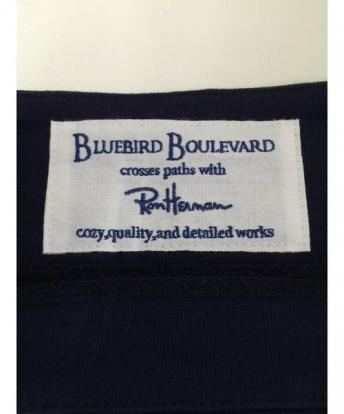 BLUEBIRD BOULEVARD
crosses paths with
Ron Herman
cozy,quality,and detailed works